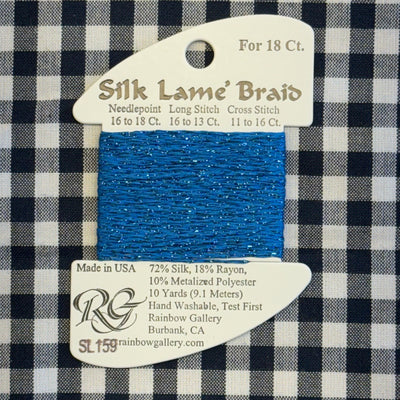 For 18 Ct.
Silk Lamé Braid
Needlepoint Long Stitch Cross Stitch
16 to 18 Ct. 16 to 13 Ct. 11 to 16 Ct.
Made in USA
72% Silk, 18% Rayon,
10% Metalized Polyester
10 Yards (9.1 Meters)
Hand Washable, Test First
Rainbow Gallery
Burbank, CA
RG
SL159
rainbowgallery.com